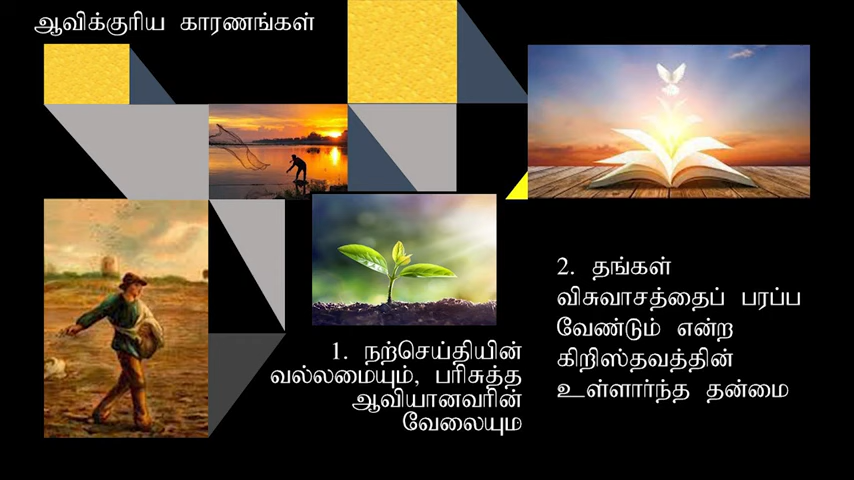 ஆவிக்குரிய காரணங்கள்
1. நற்செய்தியின்
வல்லமையும், பரிசுத்த
ஆவியானவரின்
வேலையும
2. தங்கள்
விசுவாசத்தைப் பரப்ப
வேண்டும் என்ற
கிறிஸ்தவத்தின்
உள்ளார்ந்த தன்மை